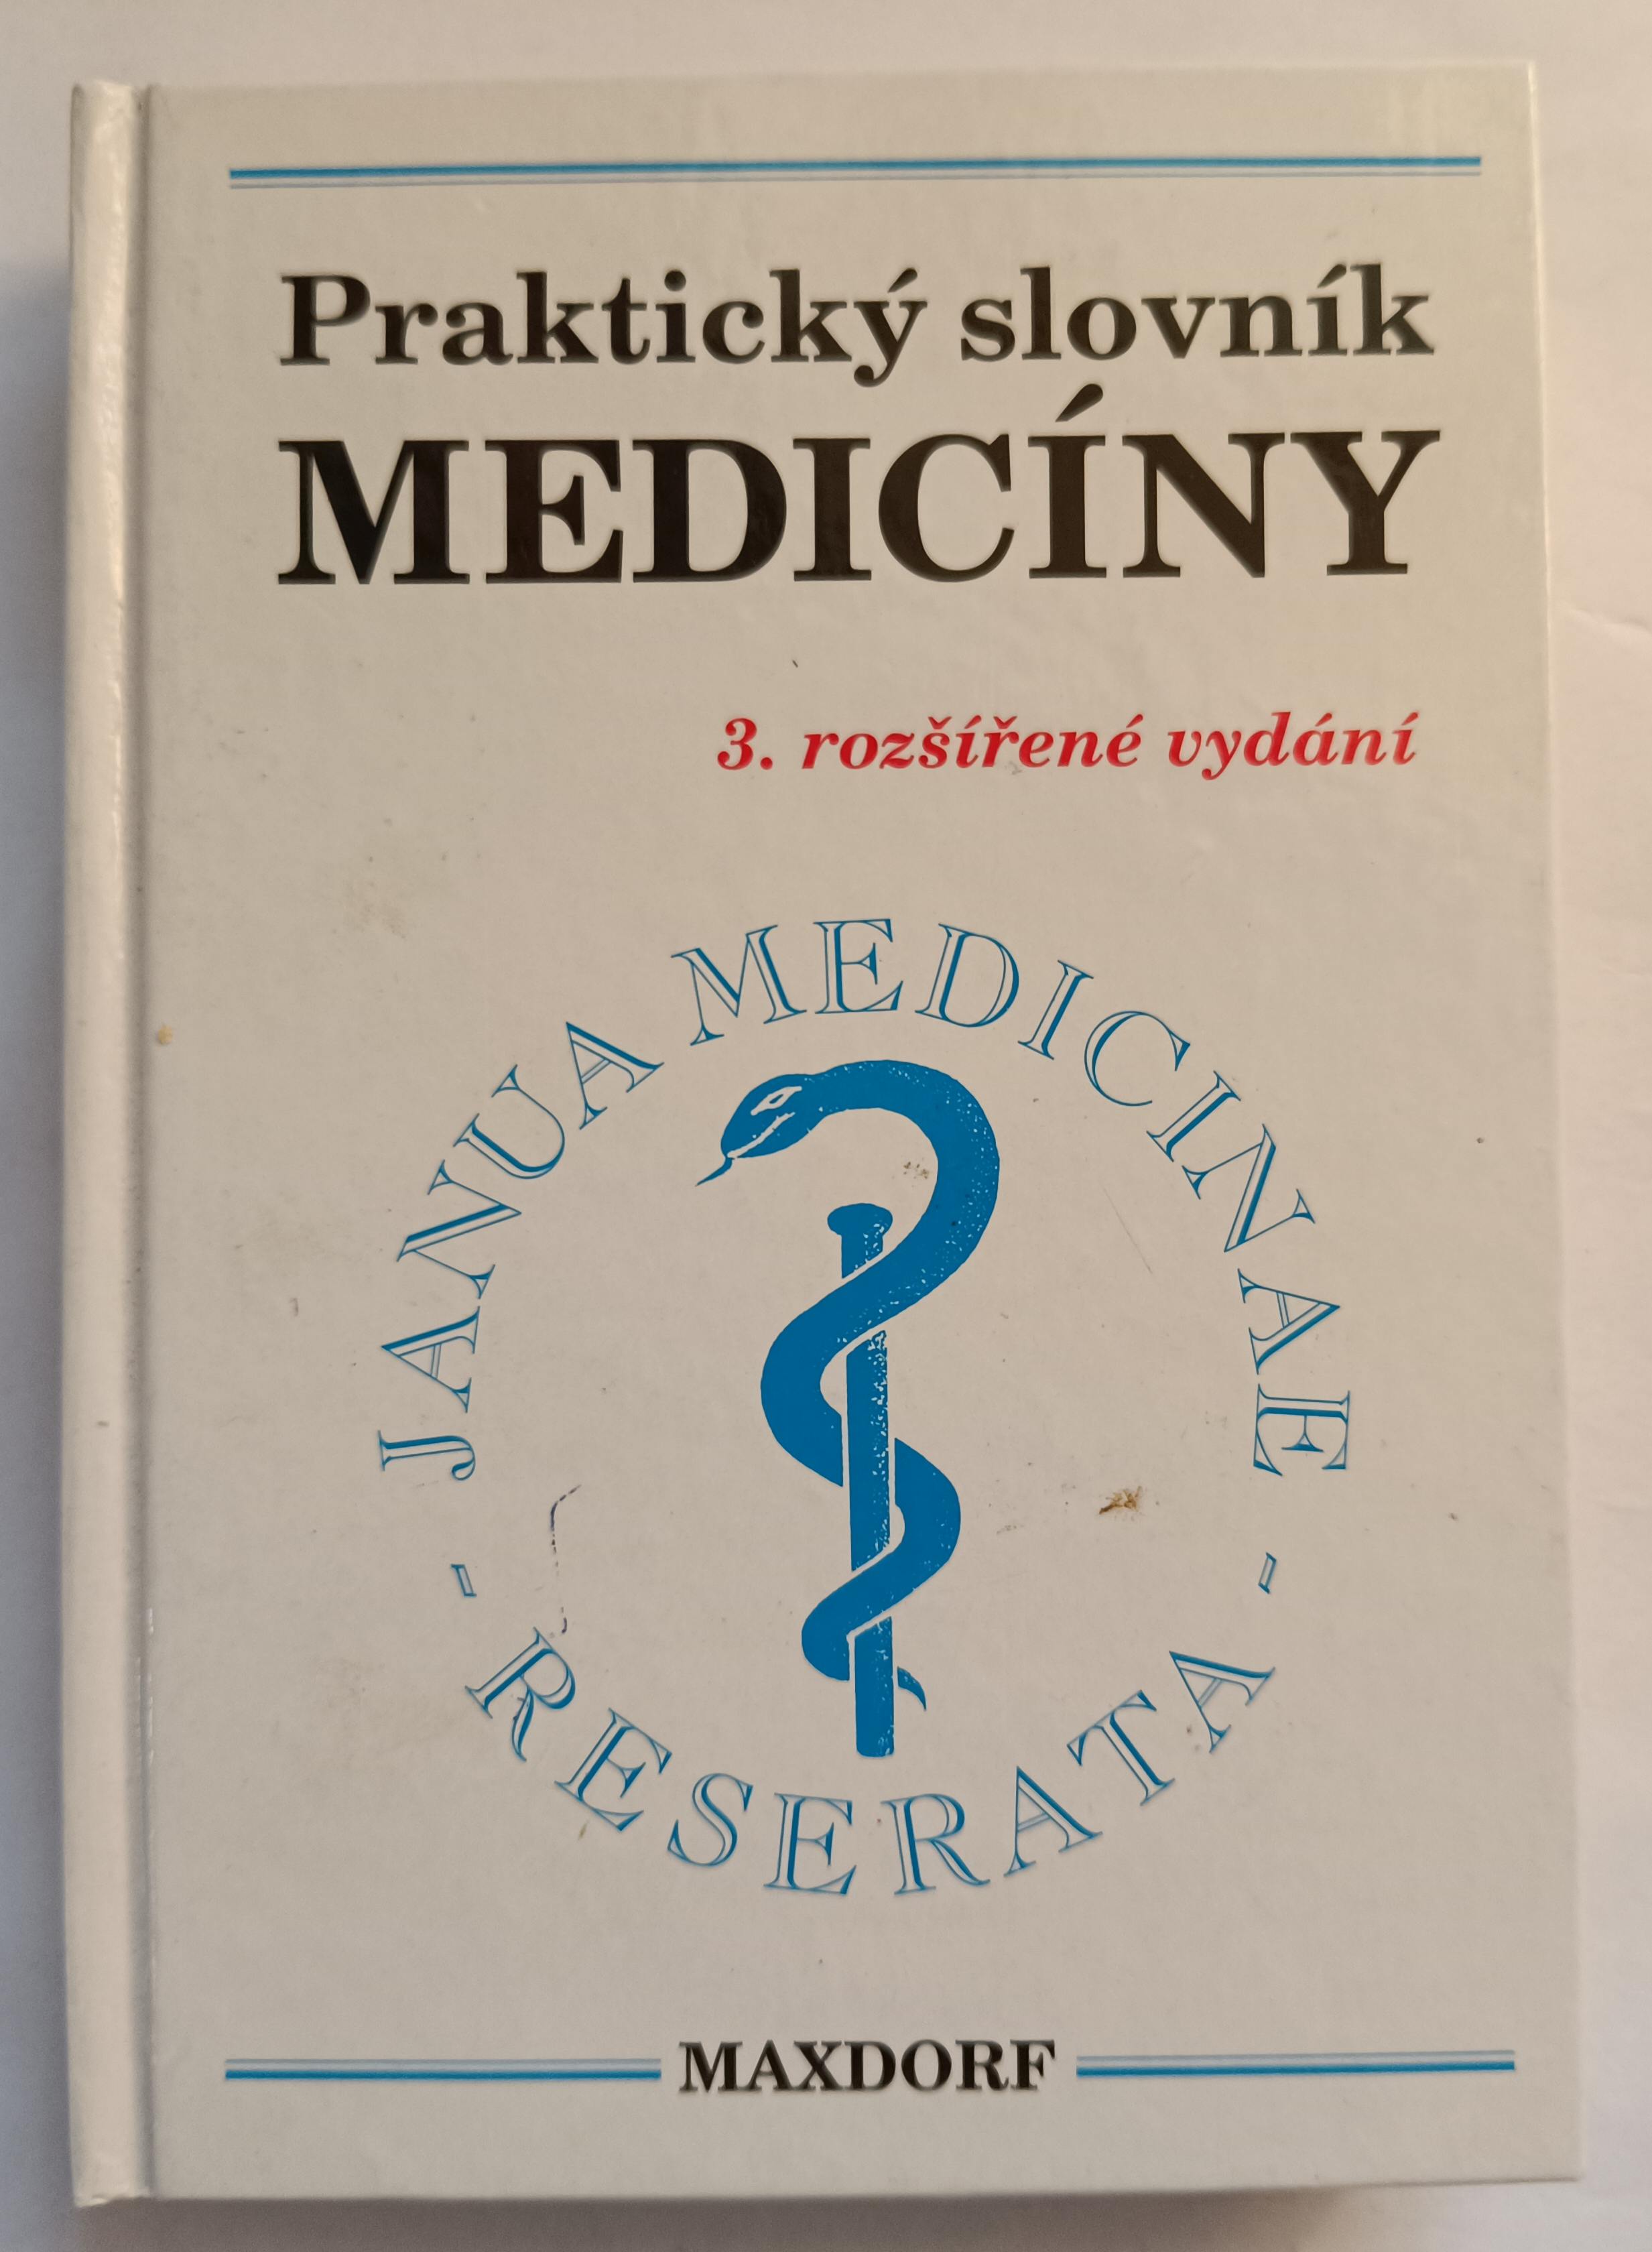 Praktický slovník
MEDICÍNY
3. rozšířené vydání
JANUA MEDICINAE
- RESERATA -
MAXDORF